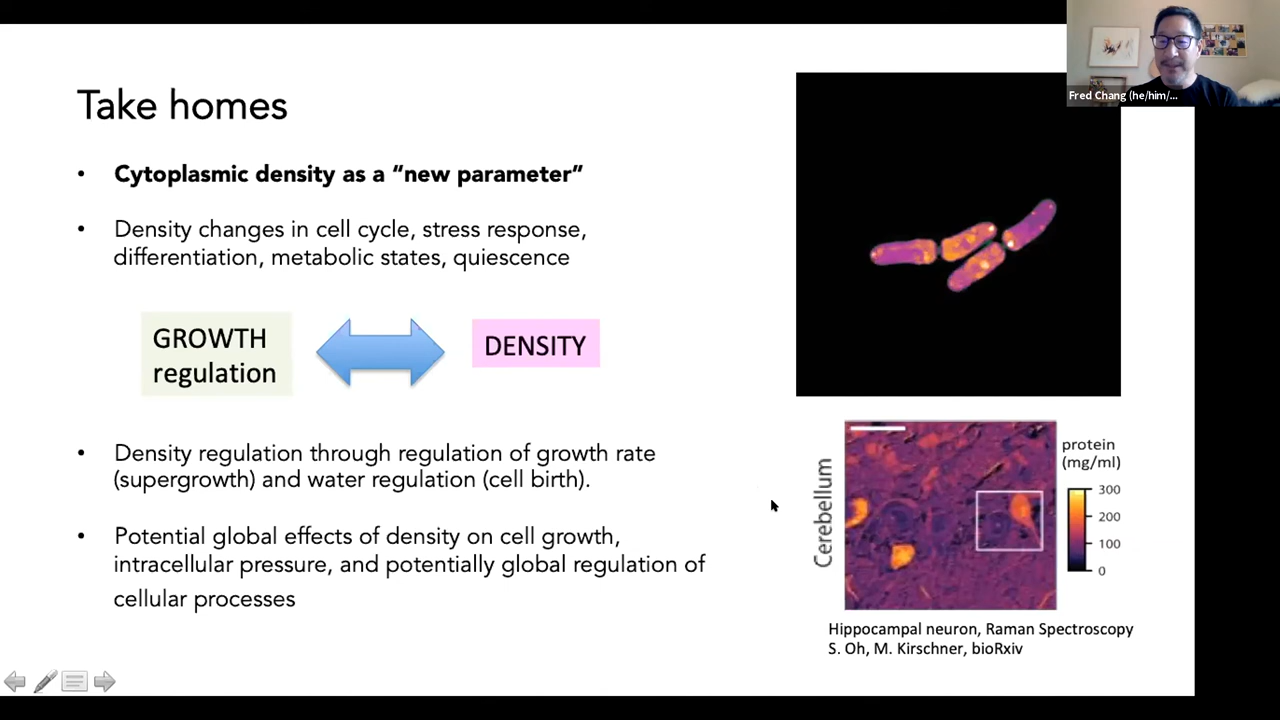 Fred Chang (he/him/...
Take homes
• Cytoplasmic density as a “new parameter”
• Density changes in cell cycle, stress response,
differentiation, metabolic states, quiescence
GROWTH
regulation
DENSITY
• Density regulation through regulation of growth rate
(supergrowth) and water regulation (cell birth).
• Potential global effects of density on cell growth,
intracellular pressure, and potentially global regulation of
cellular processes
Cerebellum
protein
(mg/ml)
300
200
100
0
Hippocampal neuron, Raman Spectroscopy
S. Oh, M. Kirschner, bioRxiv